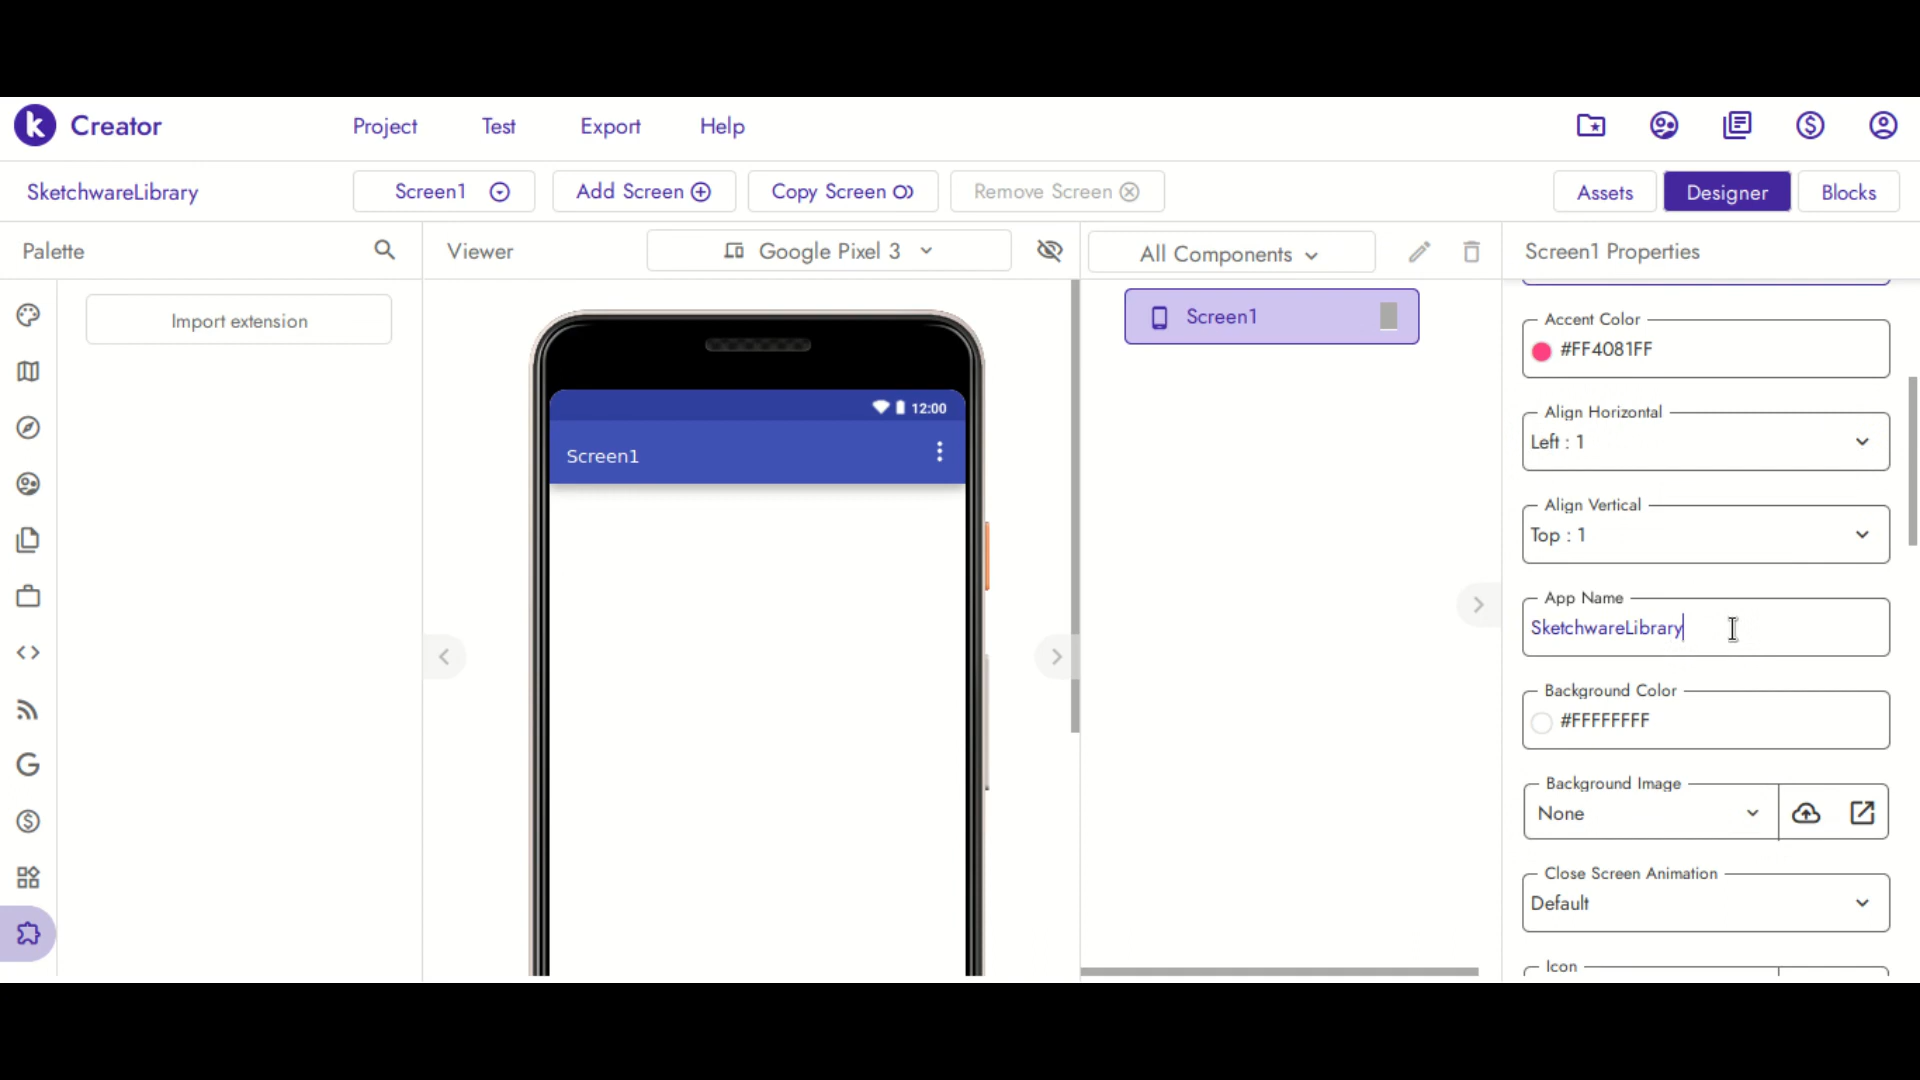 k Creator
Project
Test
Export
Help
SketchwareLibrary
Screen1
Add Screen
Copy Screen
Remove Screen
Assets
Designer
Blocks
Palette
Viewer
Google Pixel 3
All Components
Screen1 Properties
Import extension
12:00
Screen1
Screen1
Accent Color
#FF4081FF
Align Horizontal
Left : 1
Align Vertical
Top : 1
App Name
SketchwareLibrary
Background Color
#FFFFFFFF
Background Image
None
Close Screen Animation
Default
Icon